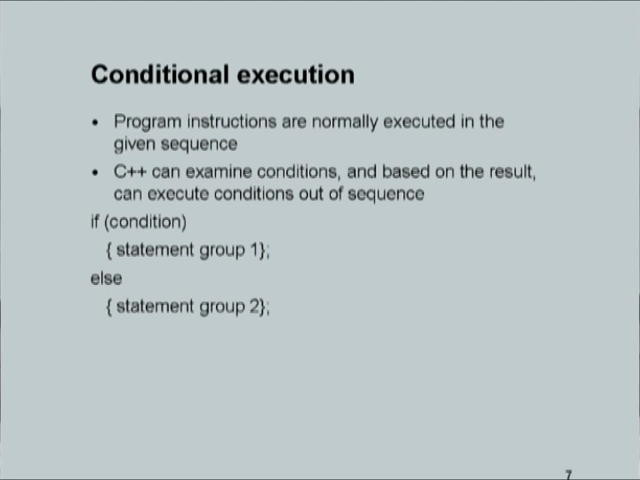 Conditional execution
• Program instructions are normally executed in the
given sequence
• C++ can examine conditions, and based on the result,
can execute conditions out of sequence
if (condition)
{ statement group 1};
else
{ statement group 2};
7